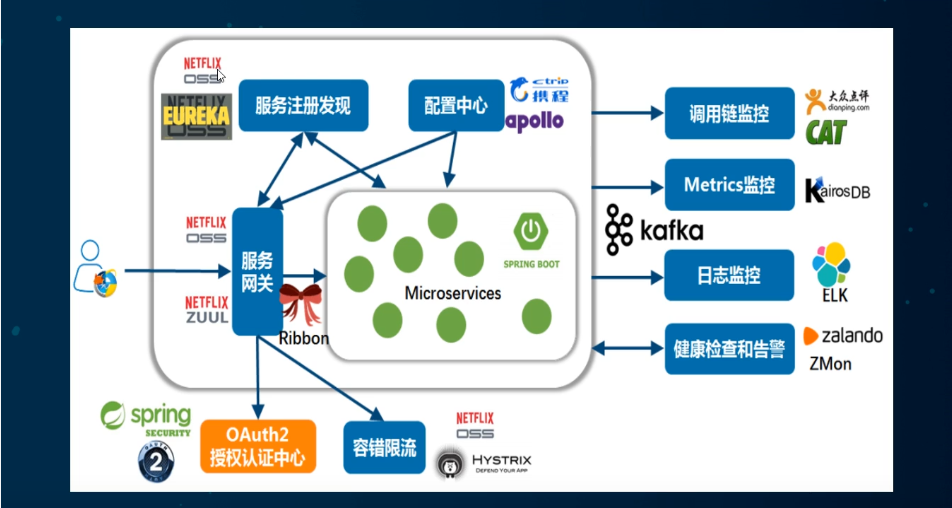 NETFLIX
OSS
NETFLIX
EUREKA
OSS
服务注册发现
配置中心
ctrip
携程
apollo
调用链监控
大众点评
dianping.com
CAT
Metrics监控
KairosDB
kafka
NETFLIX
OSS
服务
网关
NETFLIX
ZUUL
Ribbon
Microservices
SPRING BOOT
日志监控
ELK
健康检查和告警
zalando
ZMon
spring
SECURITY
OAUTH
2
OAuth2
授权认证中心
容错限流
NETFLIX
OSS
HYSTRIX
DEFEND YOUR APP